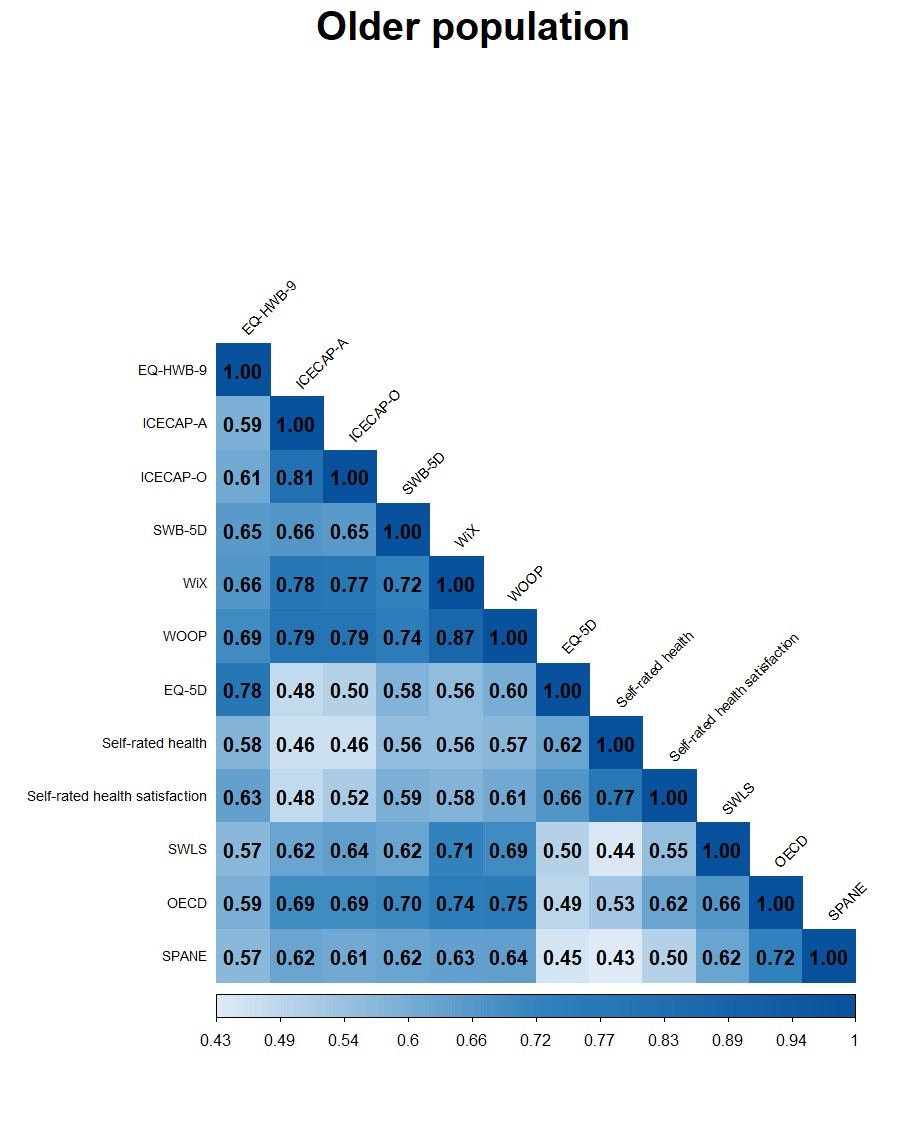 Older population
EQ-HWB-9
ICECAP-A
ICECAP-O
SWB-5D
WiX
WOOP
EQ-5D
Self-rated health
Self-rated health satisfaction
SWLS
OECD
SPANE
EQ-HWB-9 1.00
ICECAP-A 0.59 1.00
ICECAP-O 0.61 0.81 1.00
SWB-5D 0.65 0.66 0.65 1.00
WiX 0.66 0.78 0.77 0.72 1.00
WOOP 0.69 0.79 0.79 0.74 0.87 1.00
EQ-5D 0.78 0.48 0.50 0.58 0.56 0.60 1.00
Self-rated health 0.58 0.46 0.46 0.56 0.56 0.57 0.62 1.00
Self-rated health satisfaction 0.63 0.48 0.52 0.59 0.58 0.61 0.66 0.77 1.00
SWLS 0.57 0.62 0.64 0.62 0.71 0.69 0.50 0.44 0.55 1.00
OECD 0.59 0.69 0.69 0.70 0.74 0.75 0.49 0.53 0.62 0.66 1.00
SPANE 0.57 0.62 0.61 0.62 0.63 0.64 0.45 0.43 0.50 0.62 0.72 1.00
0.43 0.49 0.54 0.6 0.66 0.72 0.77 0.83 0.89 0.94 1